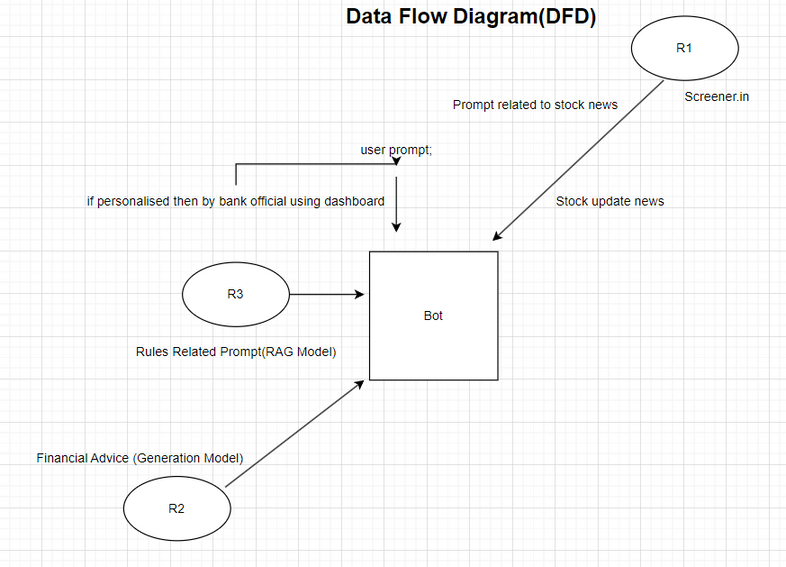 Data Flow Diagram(DFD)
R1
Screener.in
Prompt related to stock news
user prompt;
if personalised then by bank official using dashboard
Stock update news
R3
Bot
Rules Related Prompt(RAG Model)
Financial Advice (Generation Model)
R2